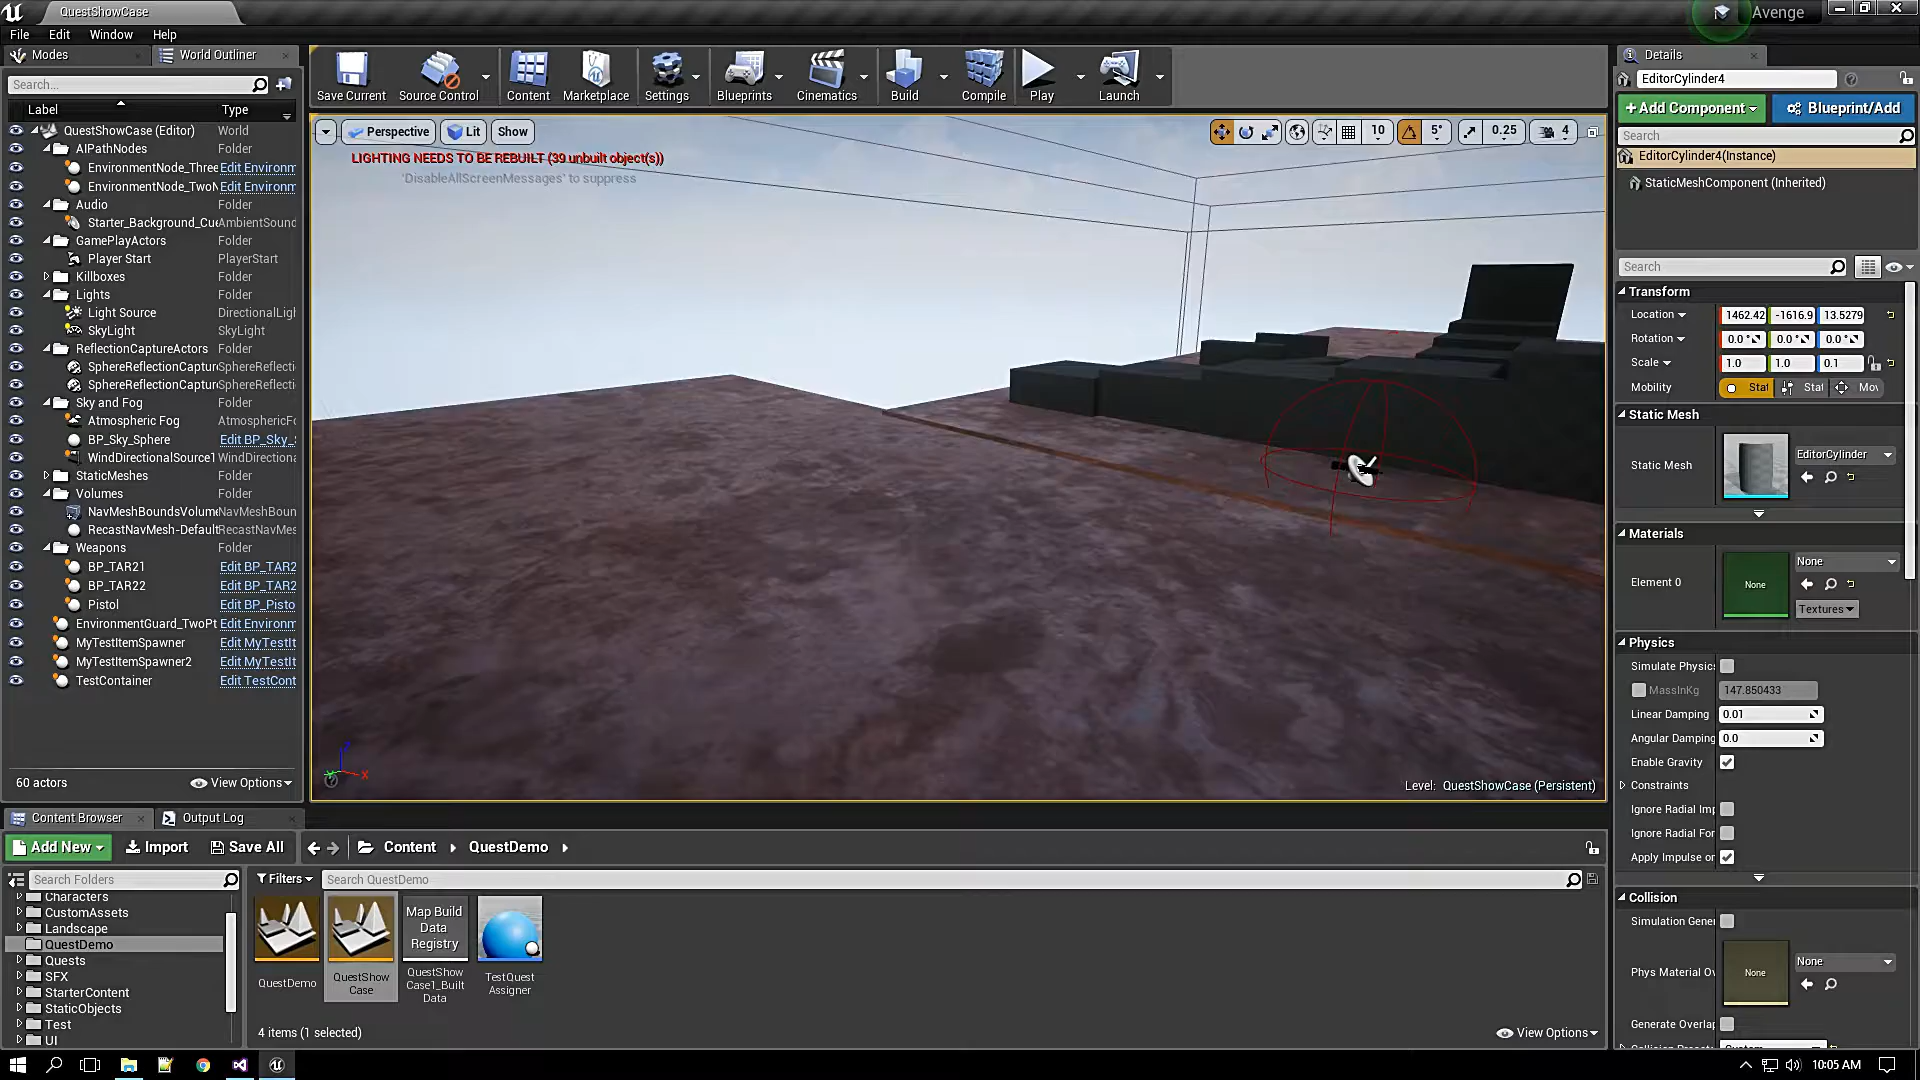 QuestShowCase
Avenge
File Edit Window Help
Modes
World Outliner
Search...
Label Type
QuestShowCase (Editor) World
AIPathNodes Folder
EnvironmentNode_Three Edit Environm
EnvironmentNode_TwoN Edit Environm
Audio Folder
Starter_Background_Cue AmbientSound
GamePlayActors Folder
Player Start PlayerStart
Killboxes Folder
Lights Folder
Light Source DirectionalLigh
SkyLight SkyLight
ReflectionCaptureActors Folder
SphereReflectionCapture SphereReflecti
SphereReflectionCapture SphereReflecti
Sky and Fog Folder
Atmospheric Fog AtmosphericF
BP_Sky_Sphere Edit BP_Sky_S
WindDirectionalSource1 WindDirectiona
StaticMeshes Folder
Volumes Folder
NavMeshBoundsVolume NavMeshBoun
RecastNavMesh-Default RecastNavMes
Weapons Folder
BP_TAR21 Edit BP_TAR2
BP_TAR22 Edit BP_TAR2
Pistol Edit BP_Pisto
EnvironmentGuard_TwoPt Edit Environm
MyTestItemSpawner Edit MyTestIt
MyTestItemSpawner2 Edit MyTestIt
TestContainer Edit TestCont
60 actors
View Options
Save Current
Source Control
Content
Marketplace
Settings
Blueprints
Cinematics
Build
Compile
Play
Launch
Perspective
Lit
Show
10
5°
0.25
4
LIGHTING NEEDS TO BE REBUILT (39 unbuilt object(s))
'DisableAllScreenMessages' to suppress
Z
X
Level: QuestShowCase (Persistent)
Details
EditorCylinder4
+Add Component
Blueprint/Add
Search
EditorCylinder4(Instance)
StaticMeshComponent (Inherited)
Search
Transform
Location 1462.42 -1616.9 13.5279
Rotation 0.0° 0.0° 0.0°
Scale 1.0 1.0 0.1
Mobility Stat Stat Mov
Static Mesh
Static Mesh
EditorCylinder
Materials
Element 0
None
None
Textures
Physics
Simulate Physics
MassInKg 147.850433
Linear Damping 0.01
Angular Damping 0.0
Enable Gravity
Constraints
Ignore Radial Imp
Ignore Radial For
Apply Impulse on
Collision
Simulation Gener
Phys Material Ov
None
None
Generate Overlap
Content Browser
Output Log
Add New
Import
Save All
Content
QuestDemo
Search Folders
Filters
Search QuestDemo
Characters
CustomAssets
Landscape
QuestDemo
Quests
SFX
StarterContent
StaticObjects
Test
UI
QuestDemo
QuestShow
Case
Map Build
Data
Registry
QuestShow
Case1_Built
Data
TestQuest
Assigner
4 items (1 selected)
View Options
10:05 AM